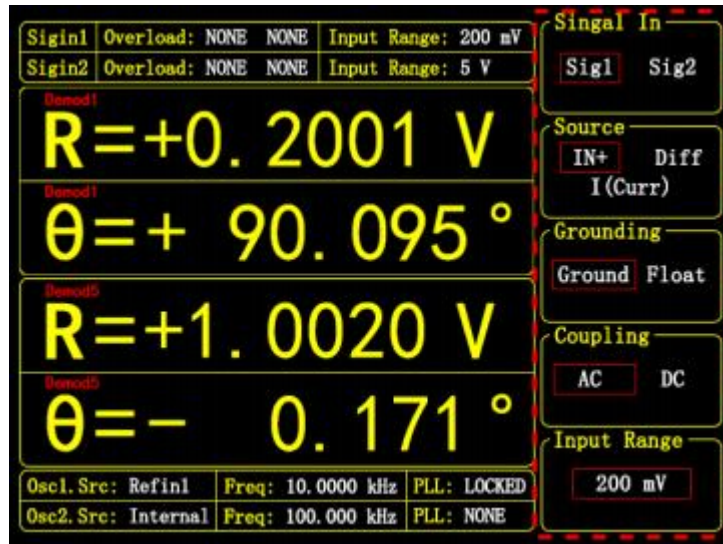 Sigin1 Overload: NONE NONE Input Range: 200 mV
Sigin2 Overload: NONE NONE Input Range: 5 V
Demod1
R=+0.2001 V
Demod1
θ=+ 90.095 °
Demod5
R=+1.0020 V
Demod5
θ=- 0.171 °
Osc1.Src: Refin1 Freq: 10.0000 kHz PLL: LOCKED
Osc2.Src: Internal Freq: 100.000 kHz PLL: NONE
Singal In
Sig1 Sig2
Source
IN+ Diff
I(Curr)
Grounding
Ground Float
Coupling
AC DC
Input Range
200 mV